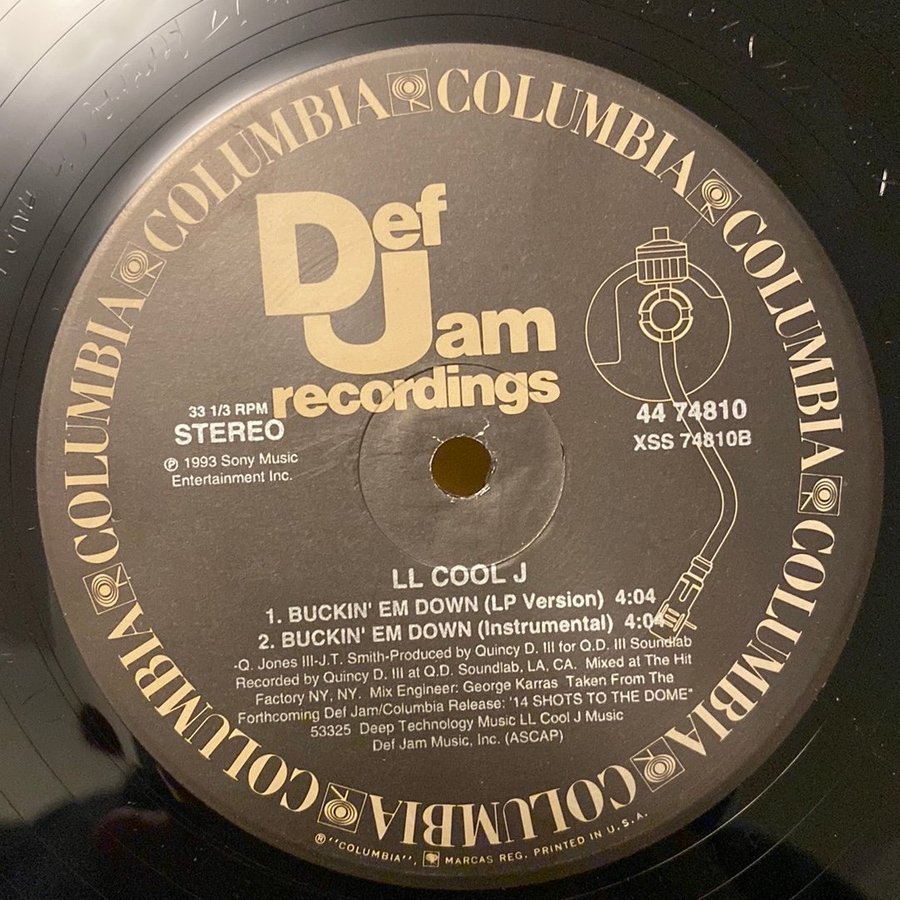 COLUMBIA COLUMBIA COLUMBIA COLUMBIA COLUMBIA COLUMBIA COLUMBIA COLUMBIA COLUMBIA
Def
Jam
recordings
33 1/3 RPM
STEREO
℗ 1993 Sony Music
Entertainment Inc.
44 74810
XSS 74810B
LL COOL J
1. BUCKIN' EM DOWN (LP Version) 4:04
2. BUCKIN' EM DOWN (Instrumental) 4:04
-Q. Jones III-J.T. Smith-Produced by Quincy D. III for Q.D. III Soundlab
Recorded by Quincy D. III at Q.D. Soundlab, LA, CA. Mixed at The Hit
Factory NY, NY. Mix Engineer: George Karras Taken From The
Forthcoming Def Jam/Columbia Release: '14 SHOTS TO THE DOME"
53325 Deep Technology Music LL Cool J Music
Def Jam Music, Inc. (ASCAP)
® "COLUMBIA", MARCAS REG. PRINTED IN U.S.A.